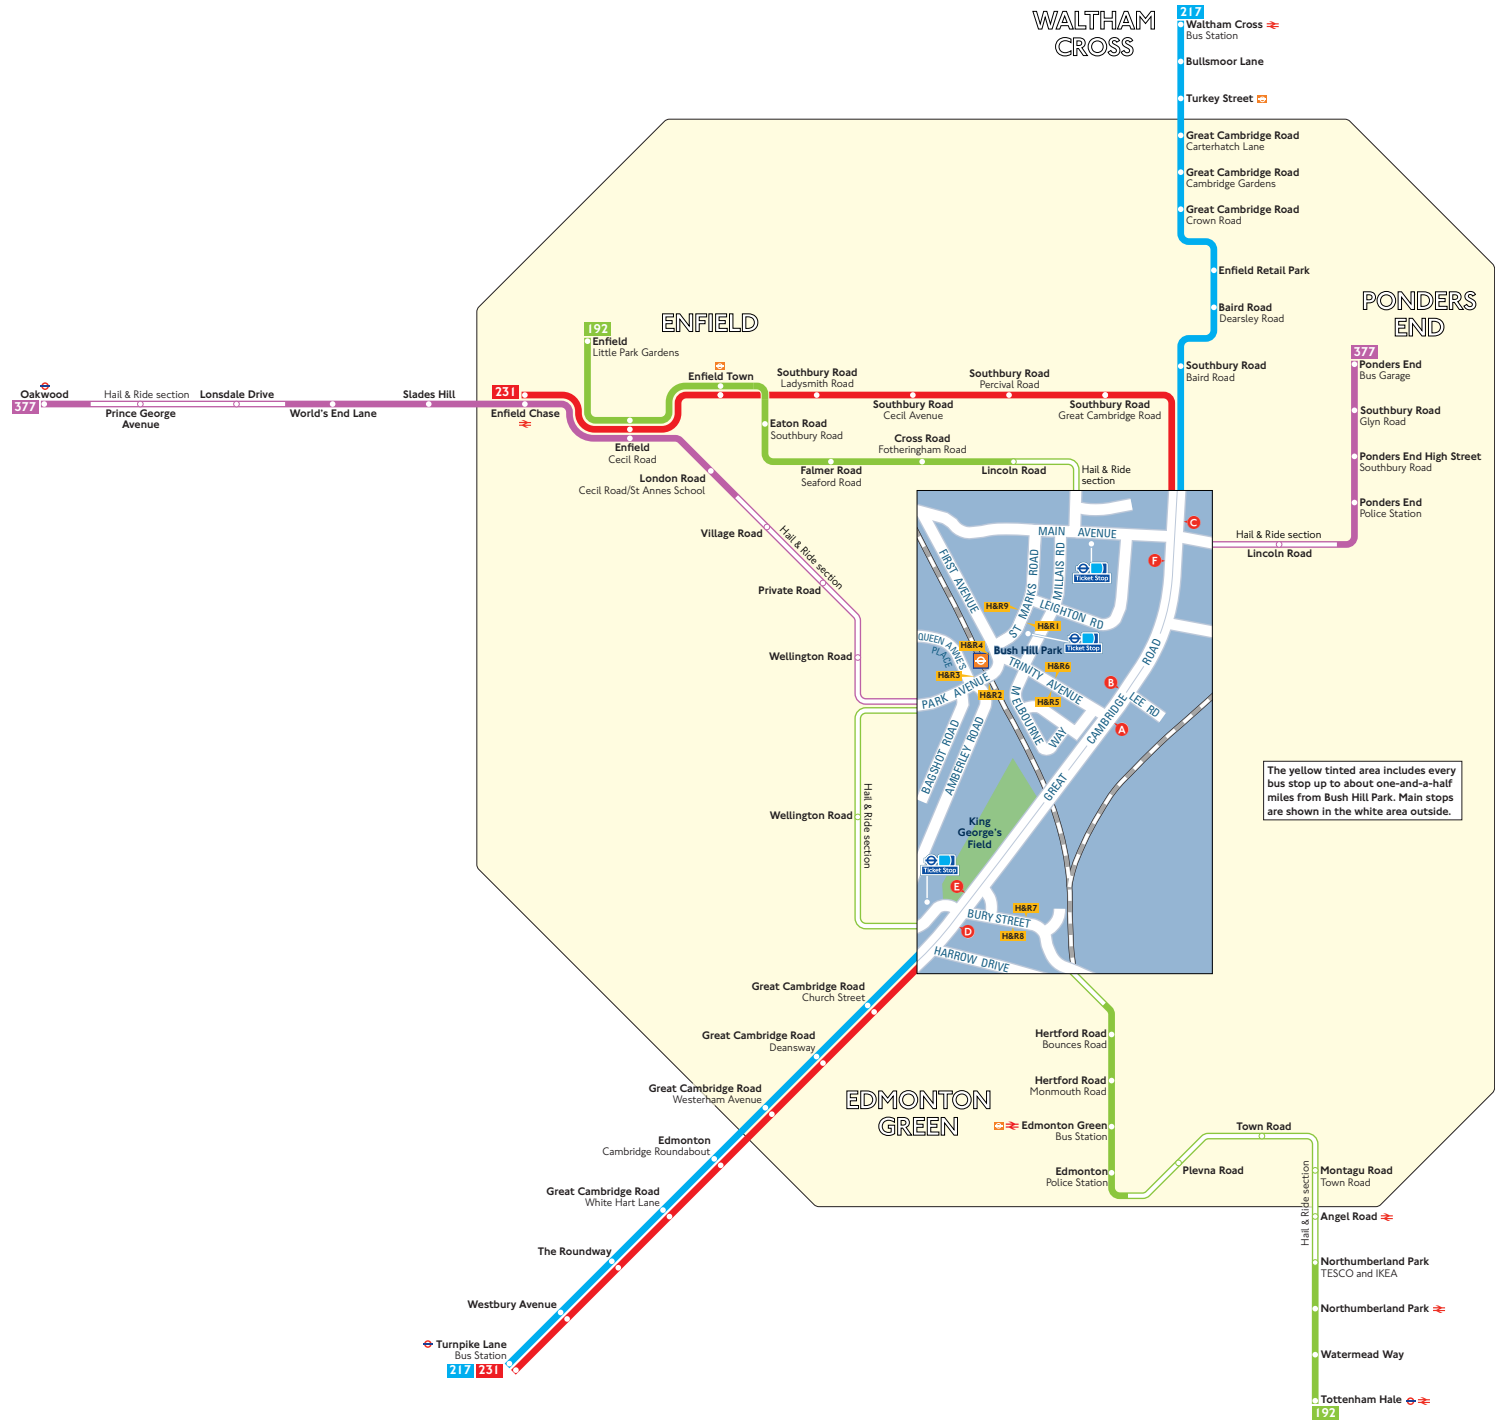 217
WALTHAM
CROSS
Waltham Cross
Bus Station
Bullsmoor Lane
Turkey Street
Great Cambridge Road
Carterhatch Lane
Great Cambridge Road
Cambridge Gardens
Great Cambridge Road
Crown Road
Enfield Retail Park
Baird Road
Dearsley Road
Southbury Road
Baird Road
PONDERS
END
377
Ponders End
Bus Garage
Southbury Road
Glyn Road
Ponders End High Street
Southbury Road
Ponders End
Police Station
Hail & Ride section
Lincoln Road
ENFIELD
192
Enfield
Little Park Gardens
Enfield Town
Southbury Road
Ladysmith Road
Southbury Road
Percival Road
Southbury Road
Cecil Avenue
Southbury Road
Great Cambridge Road
Oakwood
377
Hail & Ride section
Prince George
Avenue
Lonsdale Drive
World's End Lane
Slades Hill
231
Enfield Chase
Enfield
Cecil Road
Eaton Road
Southbury Road
Falmer Road
Seaford Road
Cross Road
Fotheringham Road
Lincoln Road
Hail & Ride
section
London Road
Cecil Road/St Annes School
Village Road
Hail & Ride section
Private Road
Wellington Road
Wellington Road
Hail & Ride section
MAIN AVENUE
C
F
FIRST AVENUE
ST MARKS ROAD
MILLAIS RD
Ticket Stop
H&R9
LEIGHTON RD
H&R1
Ticket Stop
QUEEN ANNE'S
PLACE
H&R4
Bush Hill Park
H&R3
H&R6
TRINITY AVENUE
PARK AVENUE
H&R2
H&R5
B
LEE RD
A
MELBOURNE
WAY
GREAT CAMBRIDGE ROAD
BAGSHOT ROAD
AMBERLEY ROAD
King
George's
Field
Ticket Stop
E
H&R7
BURY STREET
H&R8
D
HARROW DRIVE
The yellow tinted area includes every
bus stop up to about one-and-a-half
miles from Bush Hill Park. Main stops
are shown in the white area outside.
Great Cambridge Road
Church Street
Great Cambridge Road
Deansway
Great Cambridge Road
Westerham Avenue
Edmonton
Cambridge Roundabout
Great Cambridge Road
White Hart Lane
The Roundway
Westbury Avenue
Turnpike Lane
Bus Station
217 231
EDMONTON
GREEN
Hertford Road
Bounces Road
Hertford Road
Monmouth Road
Edmonton Green
Bus Station
Edmonton
Police Station
Plevna Road
Town Road
Hail & Ride section
Montagu Road
Town Road
Angel Road
Northumberland Park
TESCO and IKEA
Northumberland Park
Watermead Way
Tottenham Hale
192